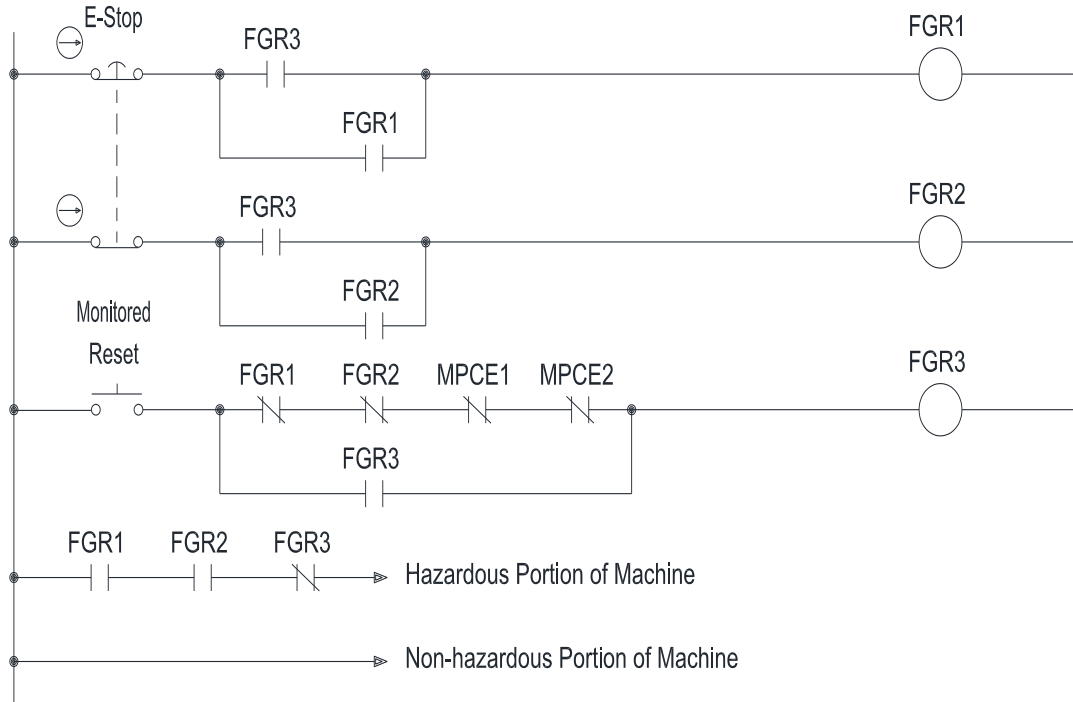 E-Stop
FGR3
FGR1
FGR1
FGR3
FGR2
FGR2
Monitored
Reset
FGR1 FGR2 MPCE1 MPCE2
FGR3
FGR3
FGR1 FGR2 FGR3
Hazardous Portion of Machine
Non-hazardous Portion of Machine